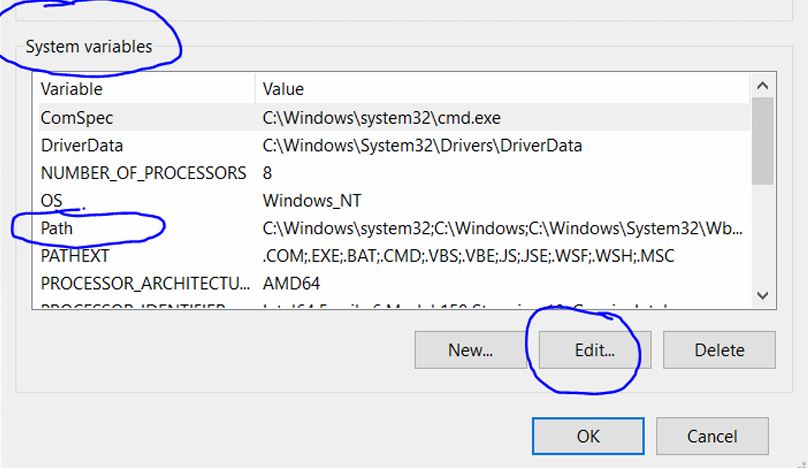 System variables
Variable Value
ComSpec C:\Windows\system32\cmd.exe
DriverData C:\Windows\System32\Drivers\DriverData
NUMBER_OF_PROCESSORS 8
OS Windows_NT
Path C:\Windows\system32;C:\Windows;C:\Windows\System32\Wb...
PATHEXT .COM;.EXE;.BAT;.CMD;.VBS;.VBE;.JS;.JSE;.WSF;.WSH;.MSC
PROCESSOR_ARCHITECTU... AMD64
PROCESSOR_IDENTIFIER
New... Edit... Delete
OK Cancel